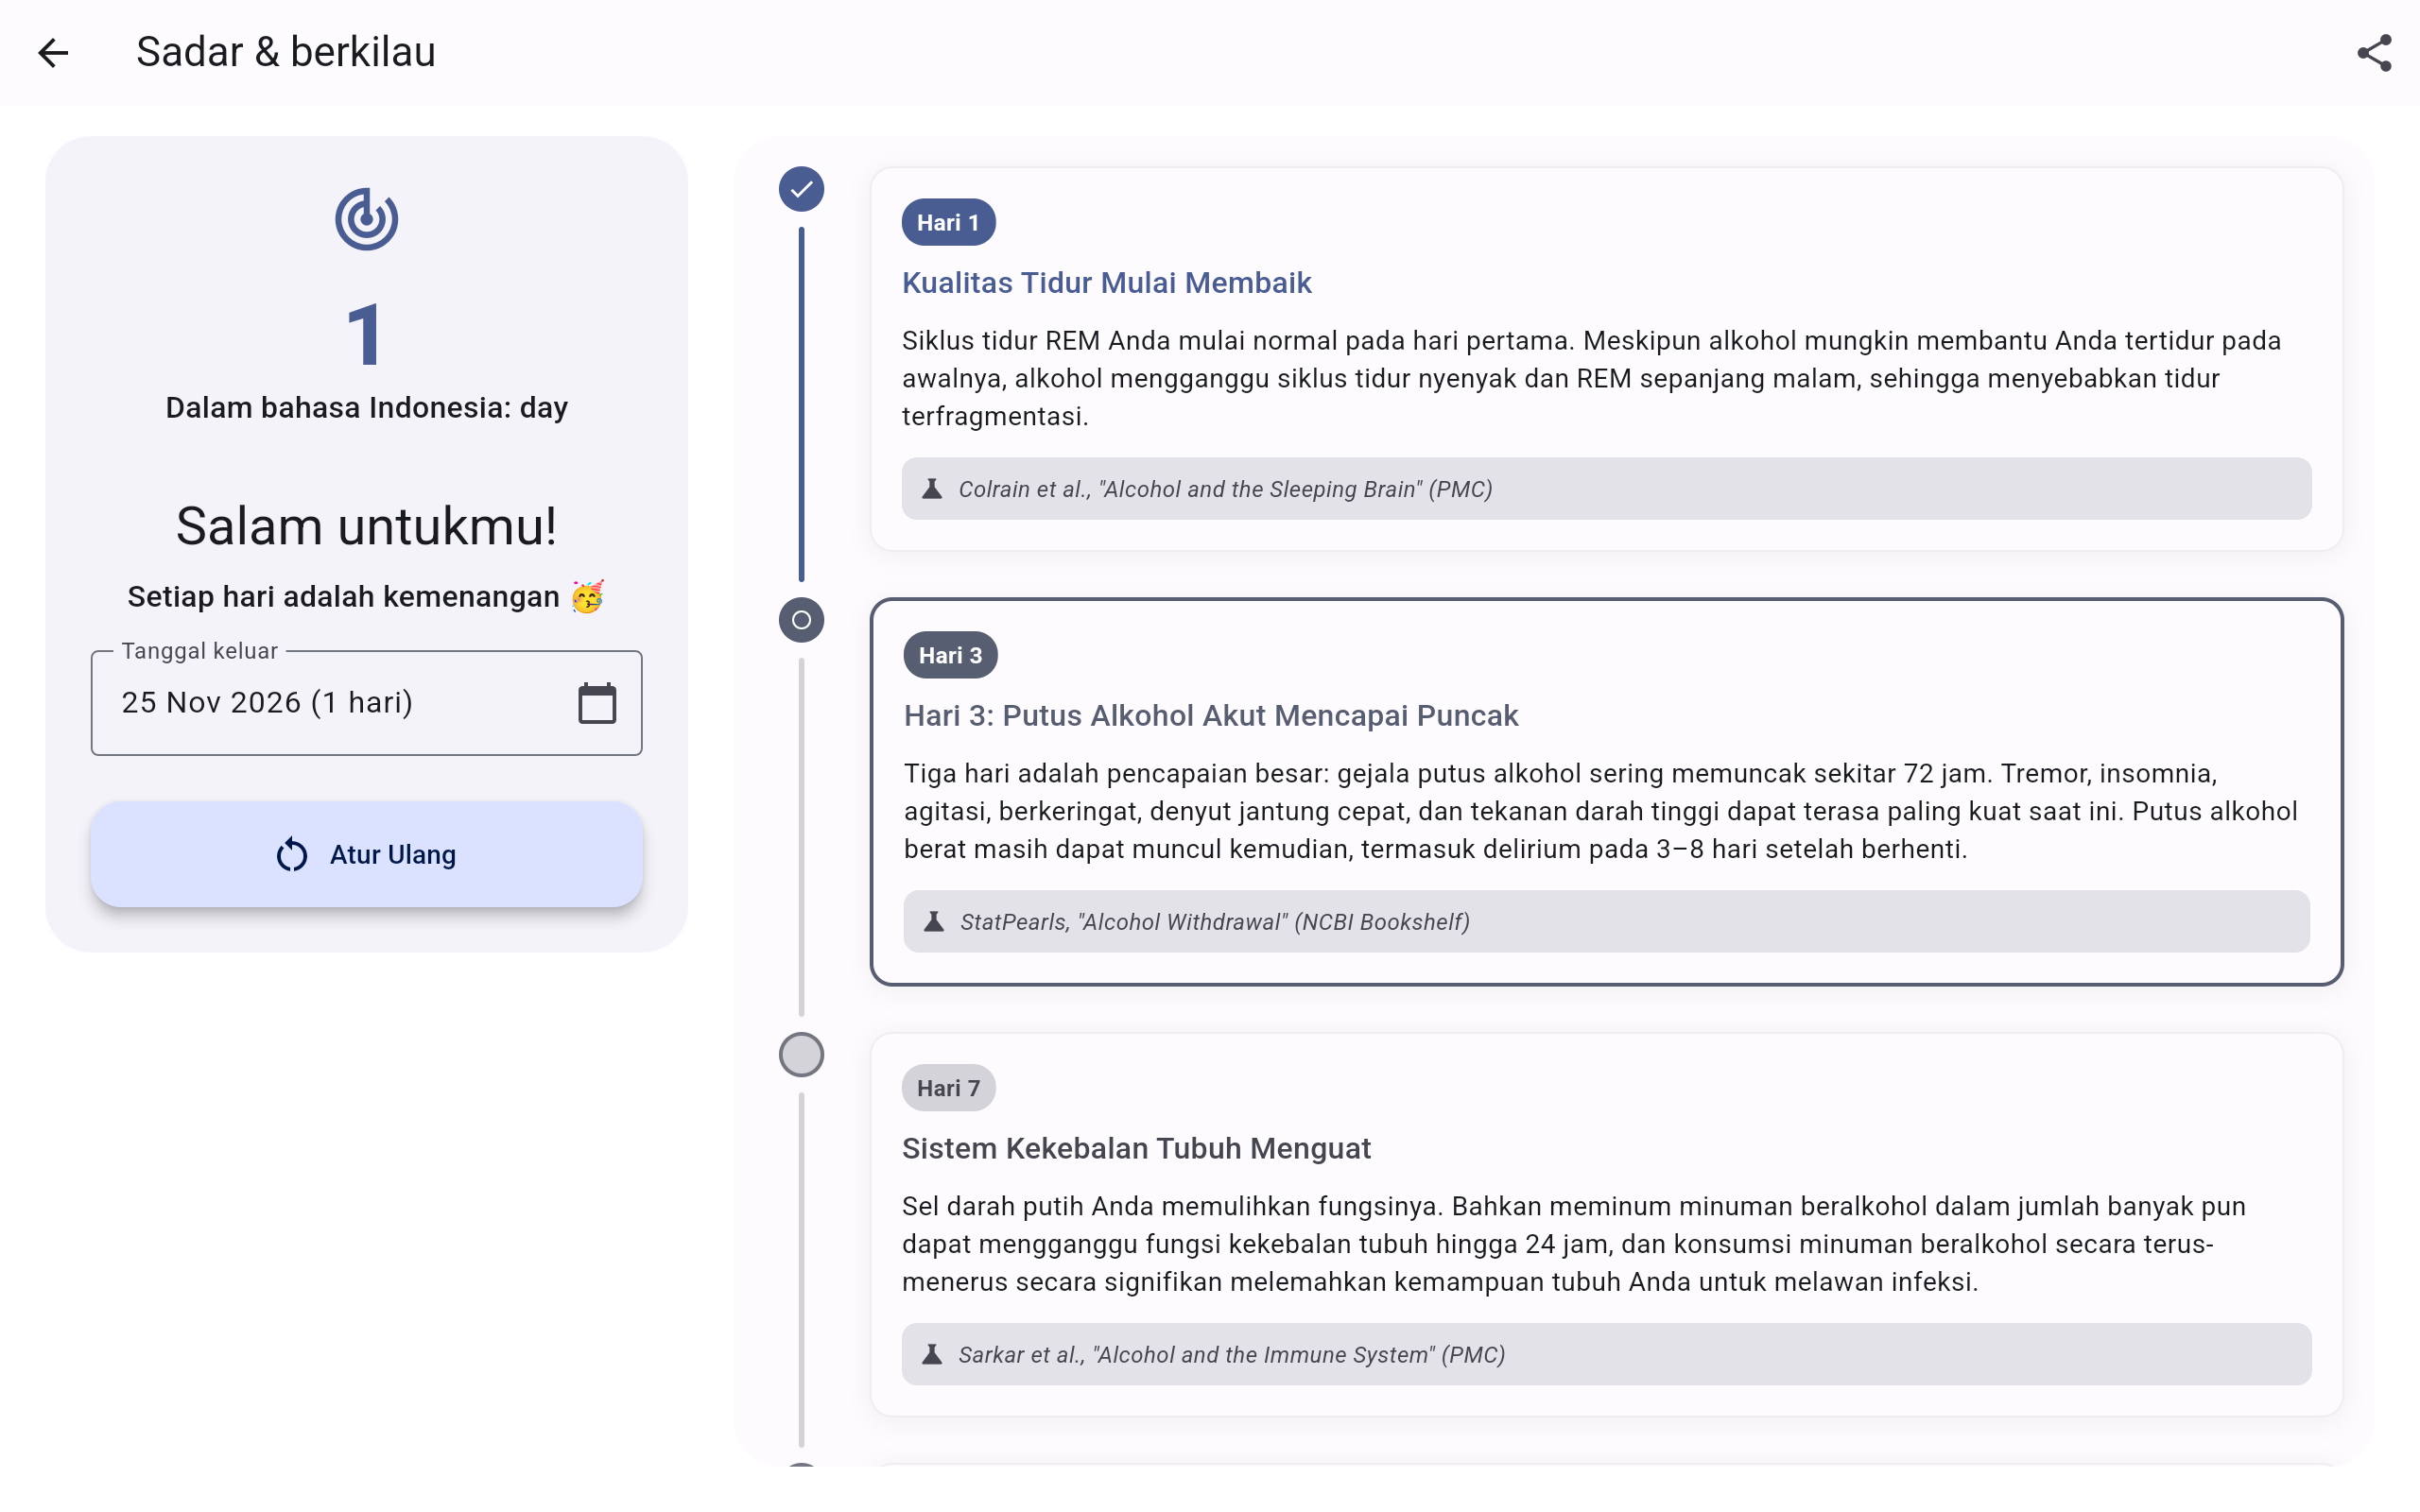 Sadar & berkilau
1
Dalam bahasa Indonesia: day
Salam untukmu!
Setiap hari adalah kemenangan 🥳
Tanggal keluar
25 Nov 2026 (1 hari)
Atur Ulang
Hari 1
Kualitas Tidur Mulai Membaik
Siklus tidur REM Anda mulai normal pada hari pertama. Meskipun alkohol mungkin membantu Anda tertidur pada
awalnya, alkohol mengganggu siklus tidur nyenyak dan REM sepanjang malam, sehingga menyebabkan tidur
terfragmentasi.
Colrain et al., "Alcohol and the Sleeping Brain" (PMC)
Hari 3
Hari 3: Putus Alkohol Akut Mencapai Puncak
Tiga hari adalah pencapaian besar: gejala putus alkohol sering memuncak sekitar 72 jam. Tremor, insomnia,
agitasi, berkeringat, denyut jantung cepat, dan tekanan darah tinggi dapat terasa paling kuat saat ini. Putus alkohol
berat masih dapat muncul kemudian, termasuk delirium pada 3–8 hari setelah berhenti.
StatPearls, "Alcohol Withdrawal" (NCBI Bookshelf)
Hari 7
Sistem Kekebalan Tubuh Menguat
Sel darah putih Anda memulihkan fungsinya. Bahkan meminum minuman beralkohol dalam jumlah banyak pun
dapat mengganggu fungsi kekebalan tubuh hingga 24 jam, dan konsumsi minuman beralkohol secara terus-
menerus secara signifikan melemahkan kemampuan tubuh Anda untuk melawan infeksi.
Sarkar et al., "Alcohol and the Immune System" (PMC)